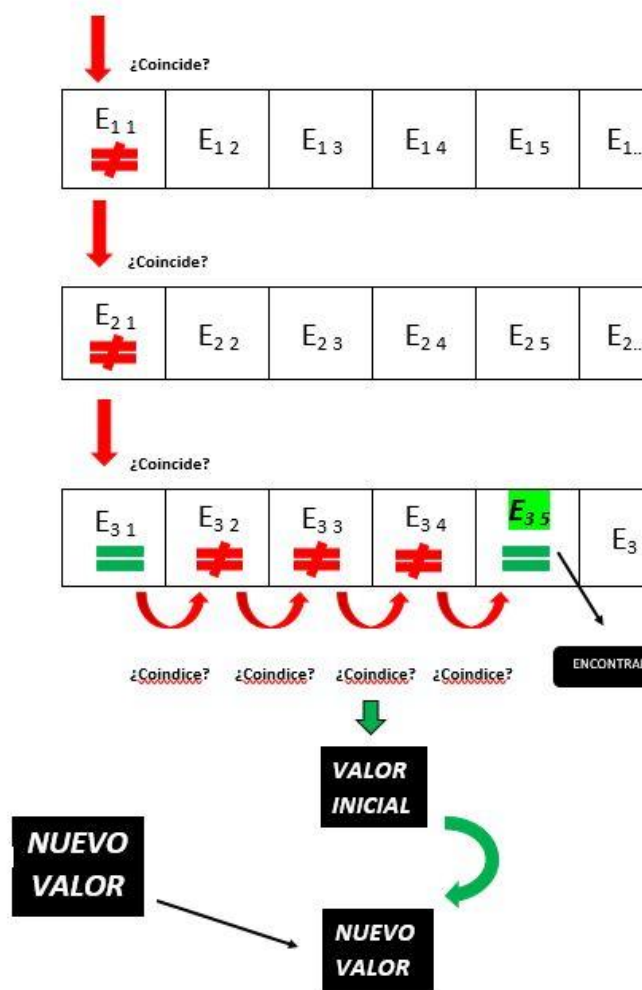 ¿Coincide?
E1 1 E1 2 E1 3 E1 4 E1 5 E1...
¿Coincide?
E2 1 E2 2 E2 3 E2 4 E2 5 E2...
¿Coincide?
E3 1 E3 2 E3 3 E3 4 E3 5 E3
¿Coindice? ¿Coindice? ¿Coindice? ¿Coindice?
ENCONTRA
VALOR
INICIAL
NUEVO
VALOR
NUEVO
VALOR